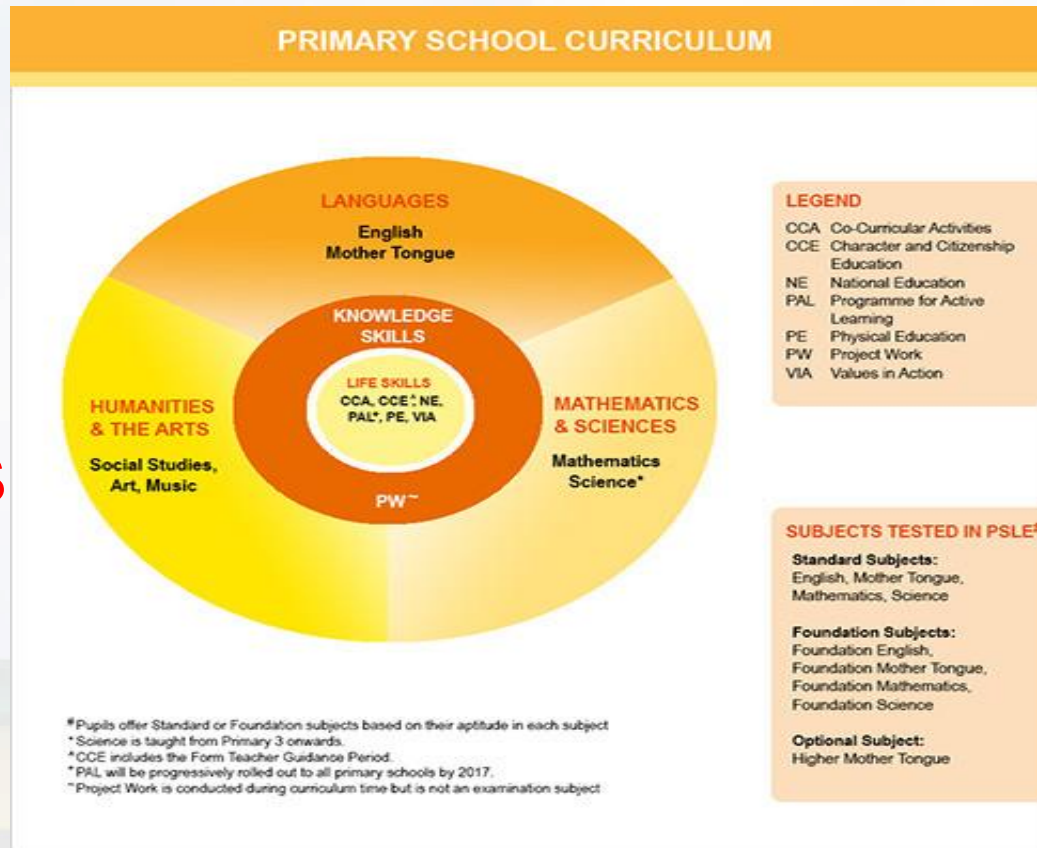 PRIMARY SCHOOL CURRICULUM
LANGUAGES
English
Mother Tongue
KNOWLEDGE
SKILLS
LIFE SKILLS
CCA, CCE^, NE,
PAL+, PE, VIA
PW~
HUMANITIES
& THE ARTS
Social Studies,
Art, Music
MATHEMATICS
& SCIENCES
Mathematics
Science*
S
LEGEND
CCA Co-Curricular Activities
CCE Character and Citizenship
Education
NE National Education
PAL Programme for Active
Learning
PE Physical Education
PW Project Work
VIA Values in Action
SUBJECTS TESTED IN PSLE#
Standard Subjects:
English, Mother Tongue,
Mathematics, Science
Foundation Subjects:
Foundation English,
Foundation Mother Tongue,
Foundation Mathematics,
Foundation Science
Optional Subject:
Higher Mother Tongue
#Pupils offer Standard or Foundation subjects based on their aptitude in each subject
*Science is taught from Primary 3 onwards.
^CCE includes the Form Teacher Guidance Period.
+PAL will be progressively rolled out to all primary schools by 2017.
~Project Work is conducted during curriculum time but is not an examination subject